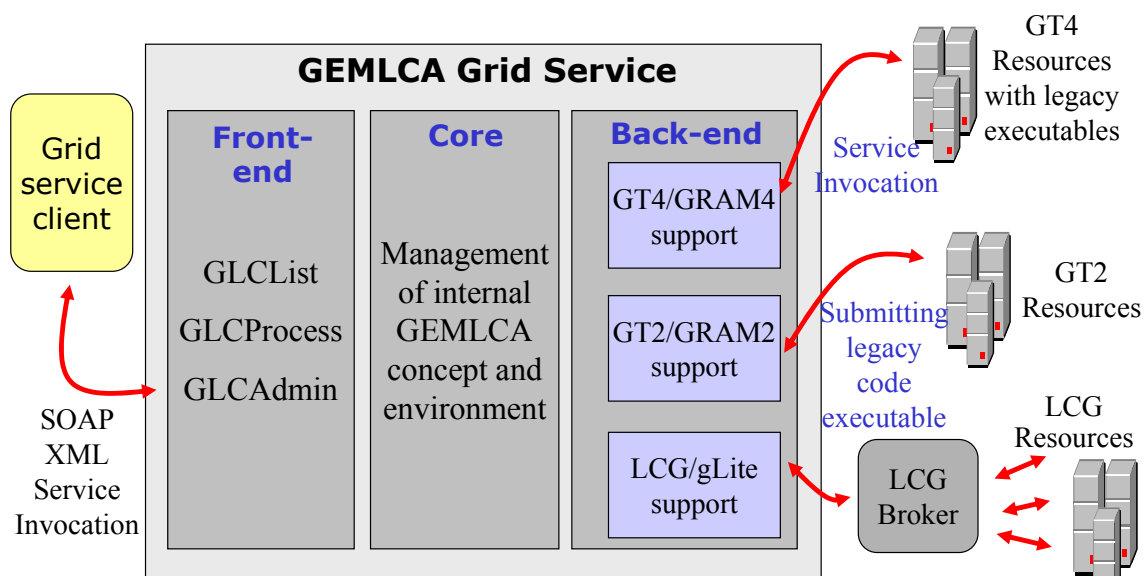 GEMLCA Grid Service
Grid
service
client
SOAP
XML
Service
Invocation
Front-
end
GLCList
GLCProcess
GLCAdmin
Core
Management
of internal
GEMLCA
concept and
environment
Back-end
GT4/GRAM4
support
GT2/GRAM2
support
LCG/gLite
support
Service
Invocation
GT4
Resources
with legacy
executables
Submitting
legacy
code
executable
GT2
Resources
LCG
Broker
LCG
Resources